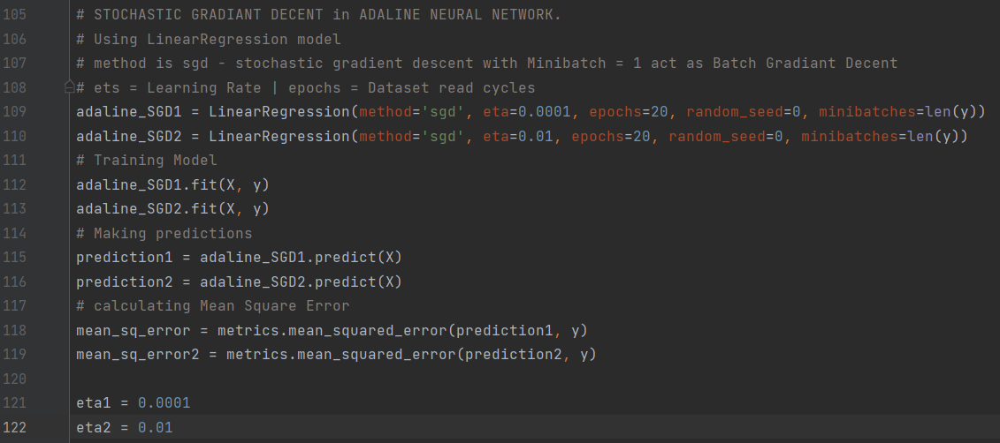 105 # STOCHASTIC GRADIANT DECENT in ADALINE NEURAL NETWORK.
106 # Using LinearRegression model
107 # method is sgd - stochastic gradient descent with Minibatch = 1 act as Batch Gradiant Decent
108 # ets = Learning Rate | epochs = Dataset read cycles
109 adaline_SGD1 = LinearRegression(method='sgd', eta=0.0001, epochs=20, random_seed=0, minibatches=len(y))
110 adaline_SGD2 = LinearRegression(method='sgd', eta=0.01, epochs=20, random_seed=0, minibatches=len(y))
111 # Training Model
112 adaline_SGD1.fit(X, y)
113 adaline_SGD2.fit(X, y)
114 # Making predictions
115 prediction1 = adaline_SGD1.predict(X)
116 prediction2 = adaline_SGD2.predict(X)
117 # calculating Mean Square Error
118 mean_sq_error = metrics.mean_squared_error(prediction1, y)
119 mean_sq_error2 = metrics.mean_squared_error(prediction2, y)
120
121 eta1 = 0.0001
122 eta2 = 0.01